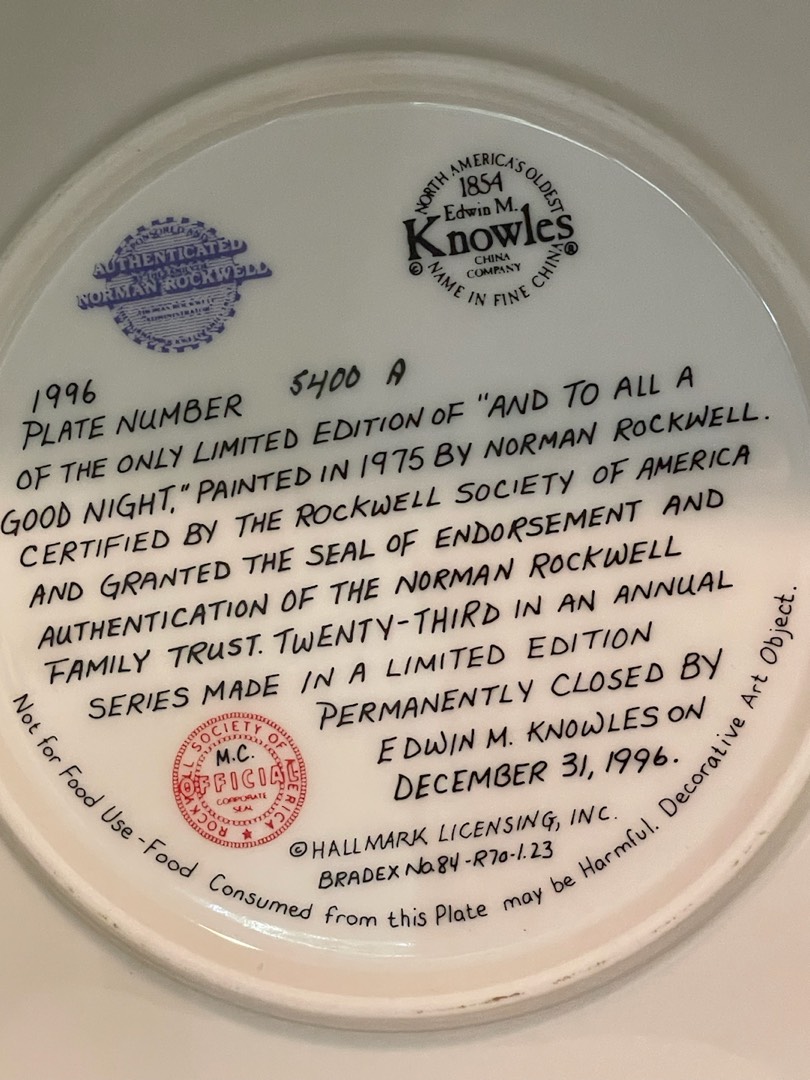 AUTHENTICATED
NORMAN ROCKWELL
ADMINISTRATOR
NORTH AMERICA'S OLDEST
1854
Edwin M.
Knowles®
CHINA
COMPANY
© NAME IN FINE CHINA
1996
PLATE NUMBER 5400 A
OF THE ONLY LIMITED EDITION OF "AND TO ALL A
GOOD NIGHT," PAINTED IN 1975 BY NORMAN ROCKWELL.
CERTIFIED BY THE ROCKWELL SOCIETY OF AMERICA
AND GRANTED THE SEAL OF ENDORSEMENT AND
AUTHENTICATION OF THE NORMAN ROCKWELL
FAMILY TRUST. TWENTY-THIRD IN AN ANNUAL
SERIES MADE IN A LIMITED EDITION
PERMANENTLY CLOSED BY
EDWIN M. KNOWLES ON
DECEMBER 31, 1996.
ROCKWELL SOCIETY OF AMERICA
M.C.
OFFICIAL
CORPORATE
SEAL
©HALLMARK LICENSING, INC.
BRADEX No.84-R70-1.23
Not for Food Use - Food Consumed from this Plate may be Harmful. Decorative Art Object.